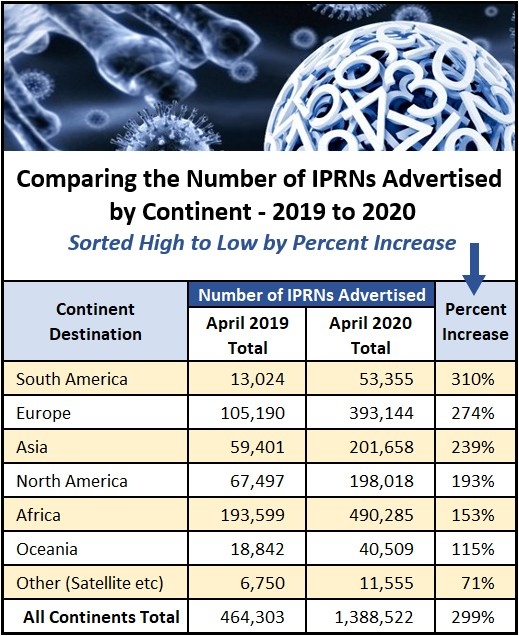 Comparing the Number of IPRNs Advertised
by Continent - 2019 to 2020
Sorted High to Low by Percent Increase
Continent Destination | Number of IPRNs Advertised | Percent Increase
April 2019 Total | April 2020 Total
South America 13,024 53,355 310%
Europe 105,190 393,144 274%
Asia 59,401 201,658 239%
North America 67,497 198,018 193%
Africa 193,599 490,285 153%
Oceania 18,842 40,509 115%
Other (Satellite etc) 6,750 11,555 71%
All Continents Total 464,303 1,388,522 299%